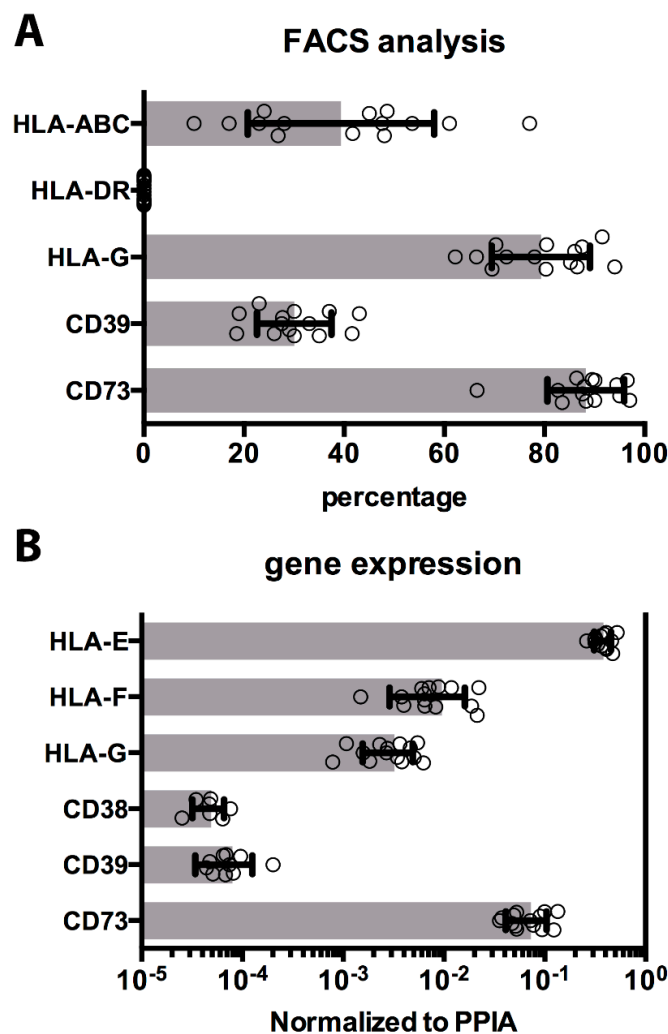 A
FACS analysis
HLA-ABC
HLA-DR
HLA-G
CD39
CD73
0 20 40 60 80 100
percentage
B
gene expression
HLA-E
HLA-F
HLA-G
CD38
CD39
CD73
10⁻⁵ 10⁻⁴ 10⁻³ 10⁻² 10⁻¹ 10⁰
Normalized to PPIA